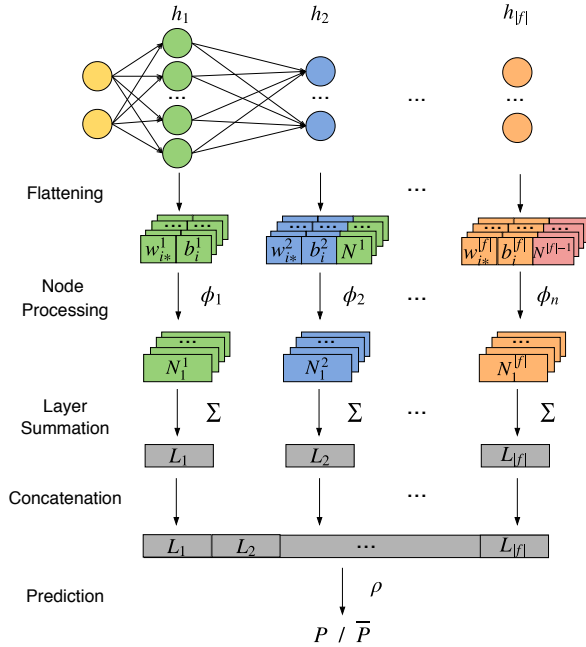 h₁ h₂ h|f|
... ... ... ...
Flattening ...
... ... ... ... ... ... ... ...
w¹ᵢ* b¹ᵢ w²ᵢ* b²ᵢ N¹ w^|f|ᵢ* b^|f|ᵢ N^|f|−1
Node
Processing
ϕ₁ ϕ₂ ... ϕₙ
... ... ...
N¹₁ N²₁ N^|f|₁
Layer
Summation
Σ Σ ... Σ
L₁ L₂ L|f|
Concatenation ...
L₁ L₂ ... L|f|
Prediction
ρ
P / P̅